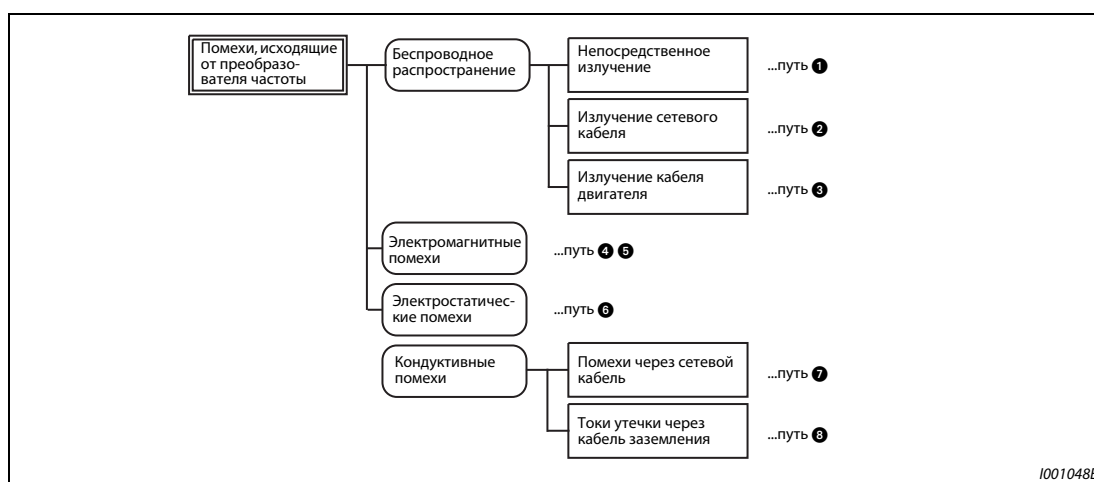 Помехи, исходящие
от преобразо-
вателя частоты
Беспроводное
распространение
Непосредственное
излучение
...путь ❶
Излучение сетевого
кабеля
...путь ❷
Излучение кабеля
двигателя
...путь ❸
Электромагнитные
помехи
...путь ❹ ❺
Электростатичес-
кие помехи
...путь ❻
Кондуктивные
помехи
Помехи через сетевой
кабель
...путь ❼
Токи утечки через
кабель заземления
...путь ❽
I001048E